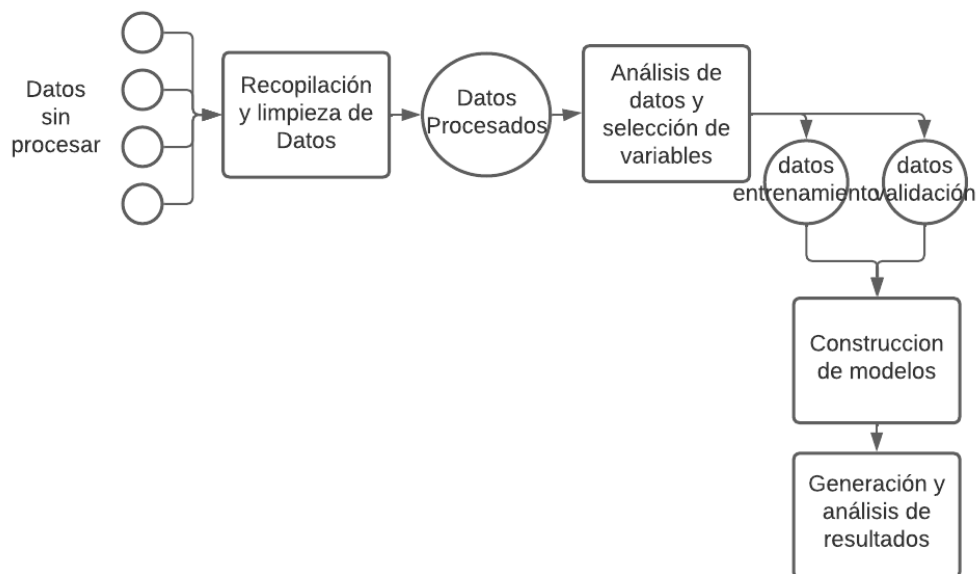 Datos
sin
procesar
Recopilación
y limpieza de
Datos
Datos
Procesados
Análisis de
datos y
selección de
variables
datos
entrenamiento
datos
validación
Construccion
de modelos
Generación y
análisis de
resultados